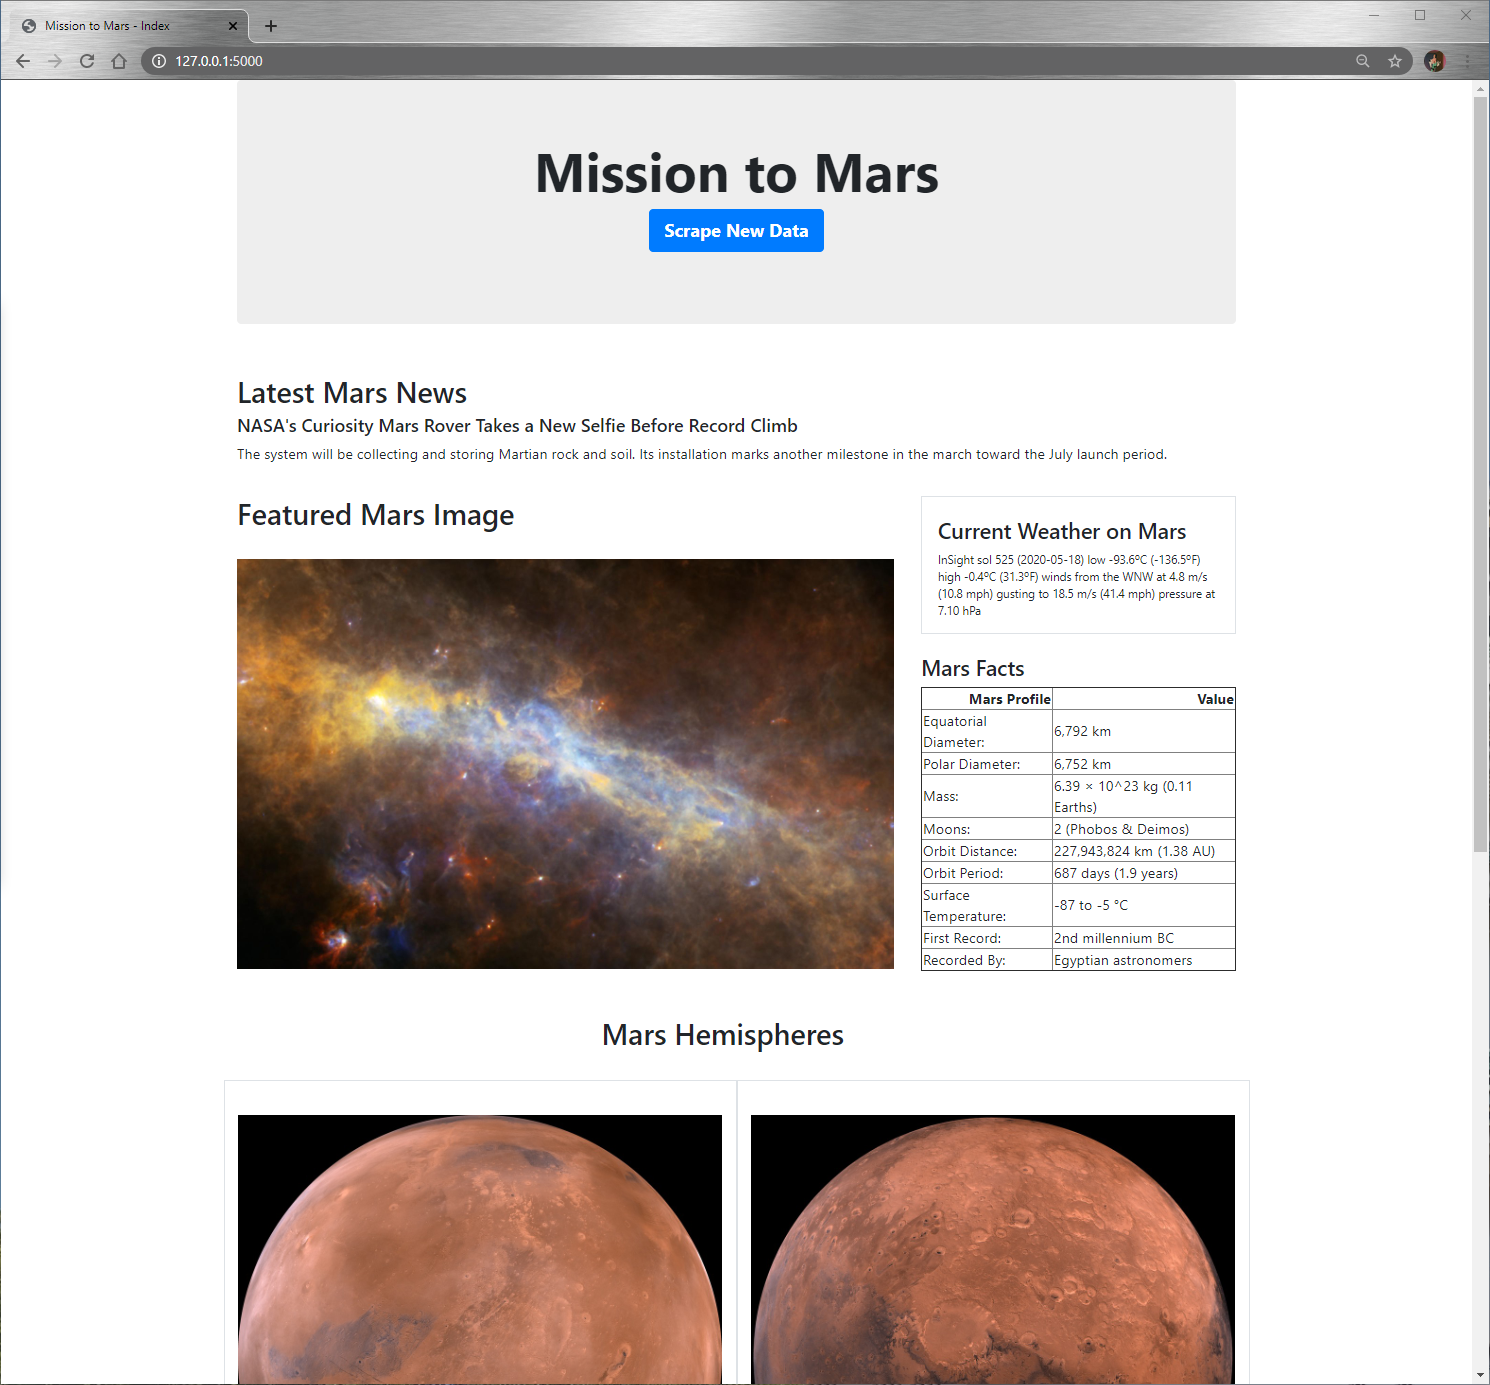 Mission to Mars - Index
127.0.0.1:5000
Mission to Mars
Scrape New Data
Latest Mars News
NASA's Curiosity Mars Rover Takes a New Selfie Before Record Climb
The system will be collecting and storing Martian rock and soil. Its installation marks another milestone in the march toward the July launch period.
Featured Mars Image
Current Weather on Mars
InSight sol 525 (2020-05-18) low -93.6ºC (-136.5ºF)
high -0.4ºC (31.3ºF) winds from the WNW at 4.8 m/s
(10.8 mph) gusting to 18.5 m/s (41.4 mph) pressure at
7.10 hPa
Mars Facts
Mars Profile Value
Equatorial
Diameter: 6,792 km
Polar Diameter: 6,752 km
Mass: 6.39 × 10^23 kg (0.11
Earths)
Moons: 2 (Phobos & Deimos)
Orbit Distance: 227,943,824 km (1.38 AU)
Orbit Period: 687 days (1.9 years)
Surface
Temperature: -87 to -5 °C
First Record: 2nd millennium BC
Recorded By: Egyptian astronomers
Mars Hemispheres